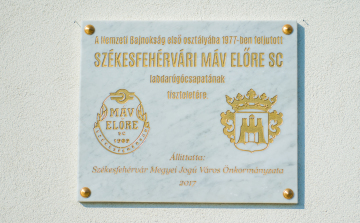 A Nemzeti Bajnokság első osztályába 1977-ben feljutott
SZÉKESFEHÉRVÁRI MÁV ELŐRE SC
labdarúgócsapatának
tiszteletére.
MÁV
ELŐRE
SC
Állíttatta:
Székesfehérvár Megyei Jogú Város Önkormányzata
2017